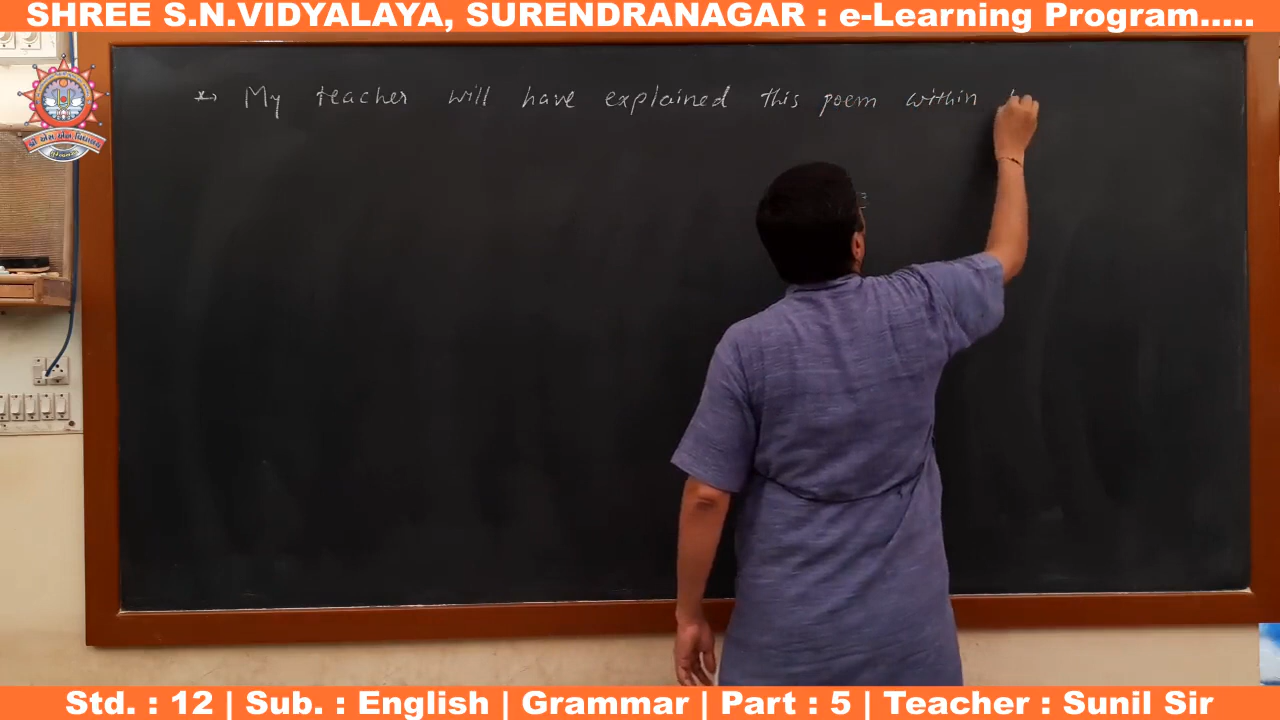 SHREE S.N.VIDYALAYA, SURENDRANAGAR : e-Learning Program.....
My teacher will have explained this poem within
Std. : 12 | Sub. : English | Grammar | Part : 5 | Teacher : Sunil Sir